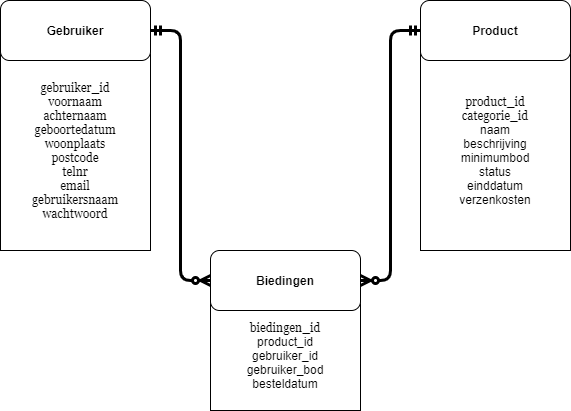 Gebruiker
gebruiker_id
voornaam
achternaam
geboortedatum
woonplaats
postcode
telnr
email
gebruikersnaam
wachtwoord
Product
product_id
categorie_id
naam
beschrijving
minimumbod
status
einddatum
verzenkosten
Biedingen
biedingen_id
product_id
gebruiker_id
gebruiker_bod
besteldatum